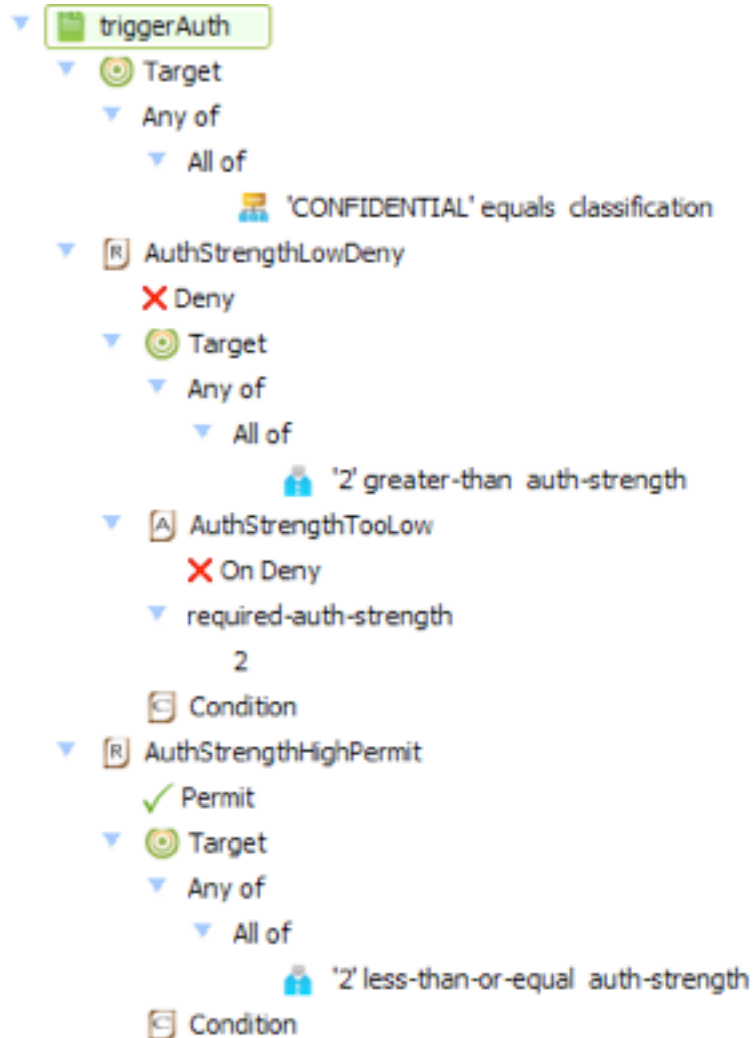 triggerAuth
Target
Any of
All of
'CONFIDENTIAL' equals classification
R AuthStrengthLowDeny
Deny
Target
Any of
All of
'2' greater-than auth-strength
A AuthStrengthTooLow
On Deny
required-auth-strength
2
C Condition
R AuthStrengthHighPermit
Permit
Target
Any of
All of
'2' less-than-or-equal auth-strength
C Condition